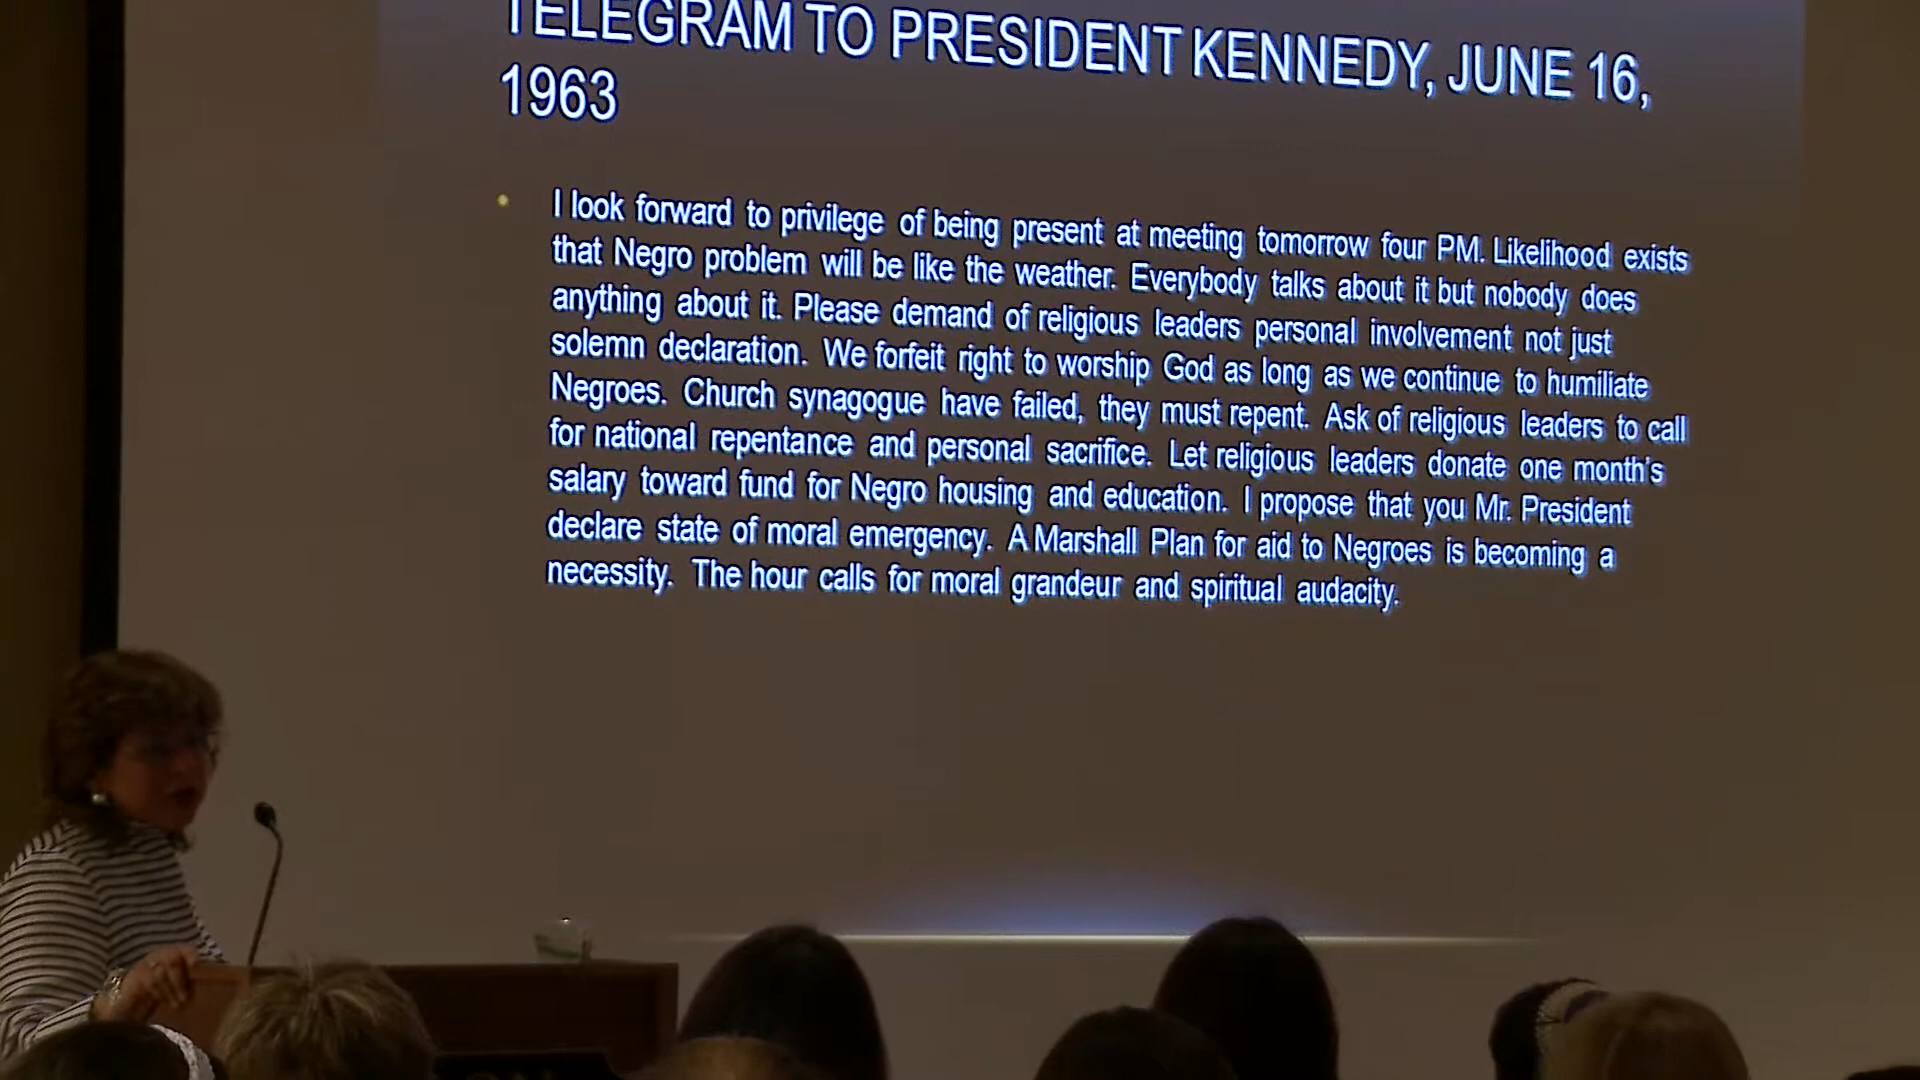 TELEGRAM TO PRESIDENT KENNEDY, JUNE 16,
1963
• I look forward to privilege of being present at meeting tomorrow four PM. Likelihood exists
that Negro problem will be like the weather. Everybody talks about it but nobody does
anything about it. Please demand of religious leaders personal involvement not just
solemn declaration. We forfeit right to worship God as long as we continue to humiliate
Negroes. Church synagogue have failed, they must repent. Ask of religious leaders to call
for national repentance and personal sacrifice. Let religious leaders donate one month's
salary toward fund for Negro housing and education. I propose that you Mr. President
declare state of moral emergency. A Marshall Plan for aid to Negroes is becoming a
necessity. The hour calls for moral grandeur and spiritual audacity.